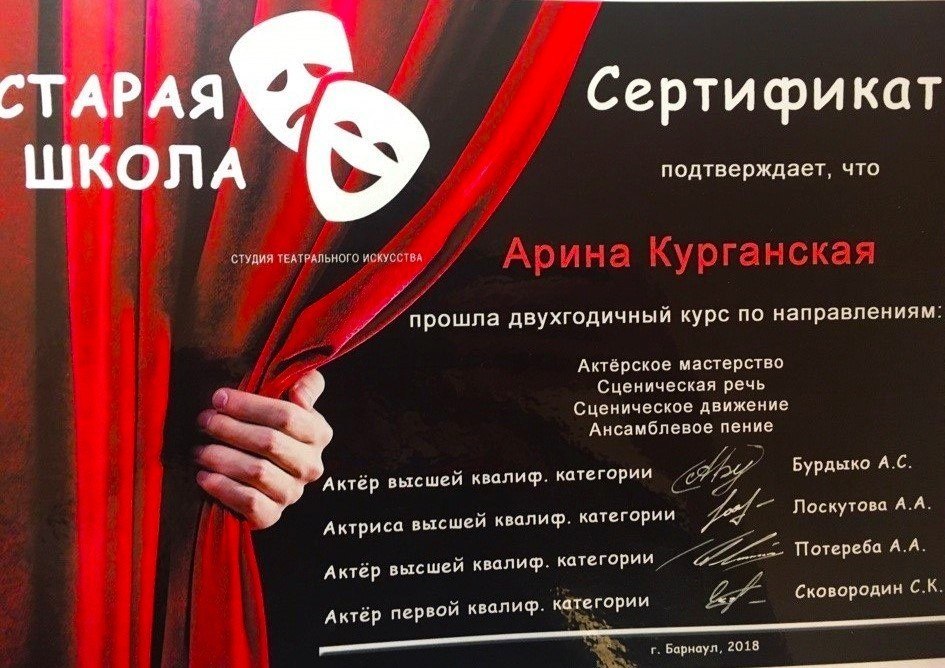 СТАРАЯ
ШКОЛА
СТУДИЯ ТЕАТРАЛЬНОГО ИСКУССТВА
Сертификат
подтверждает, что
Арина Курганская
прошла двухгодичный курс по направлениям:
Актёрское мастерство
Сценическая речь
Сценическое движение
Ансамблевое пение
Актёр высшей квалиф. категории Бурдыко А.С.
Актриса высшей квалиф. категории Лоскутова А.А.
Актёр высшей квалиф. категории Потереба А.А.
Актёр первой квалиф. категории Сковородин С.К.
г. Барнаул, 2018